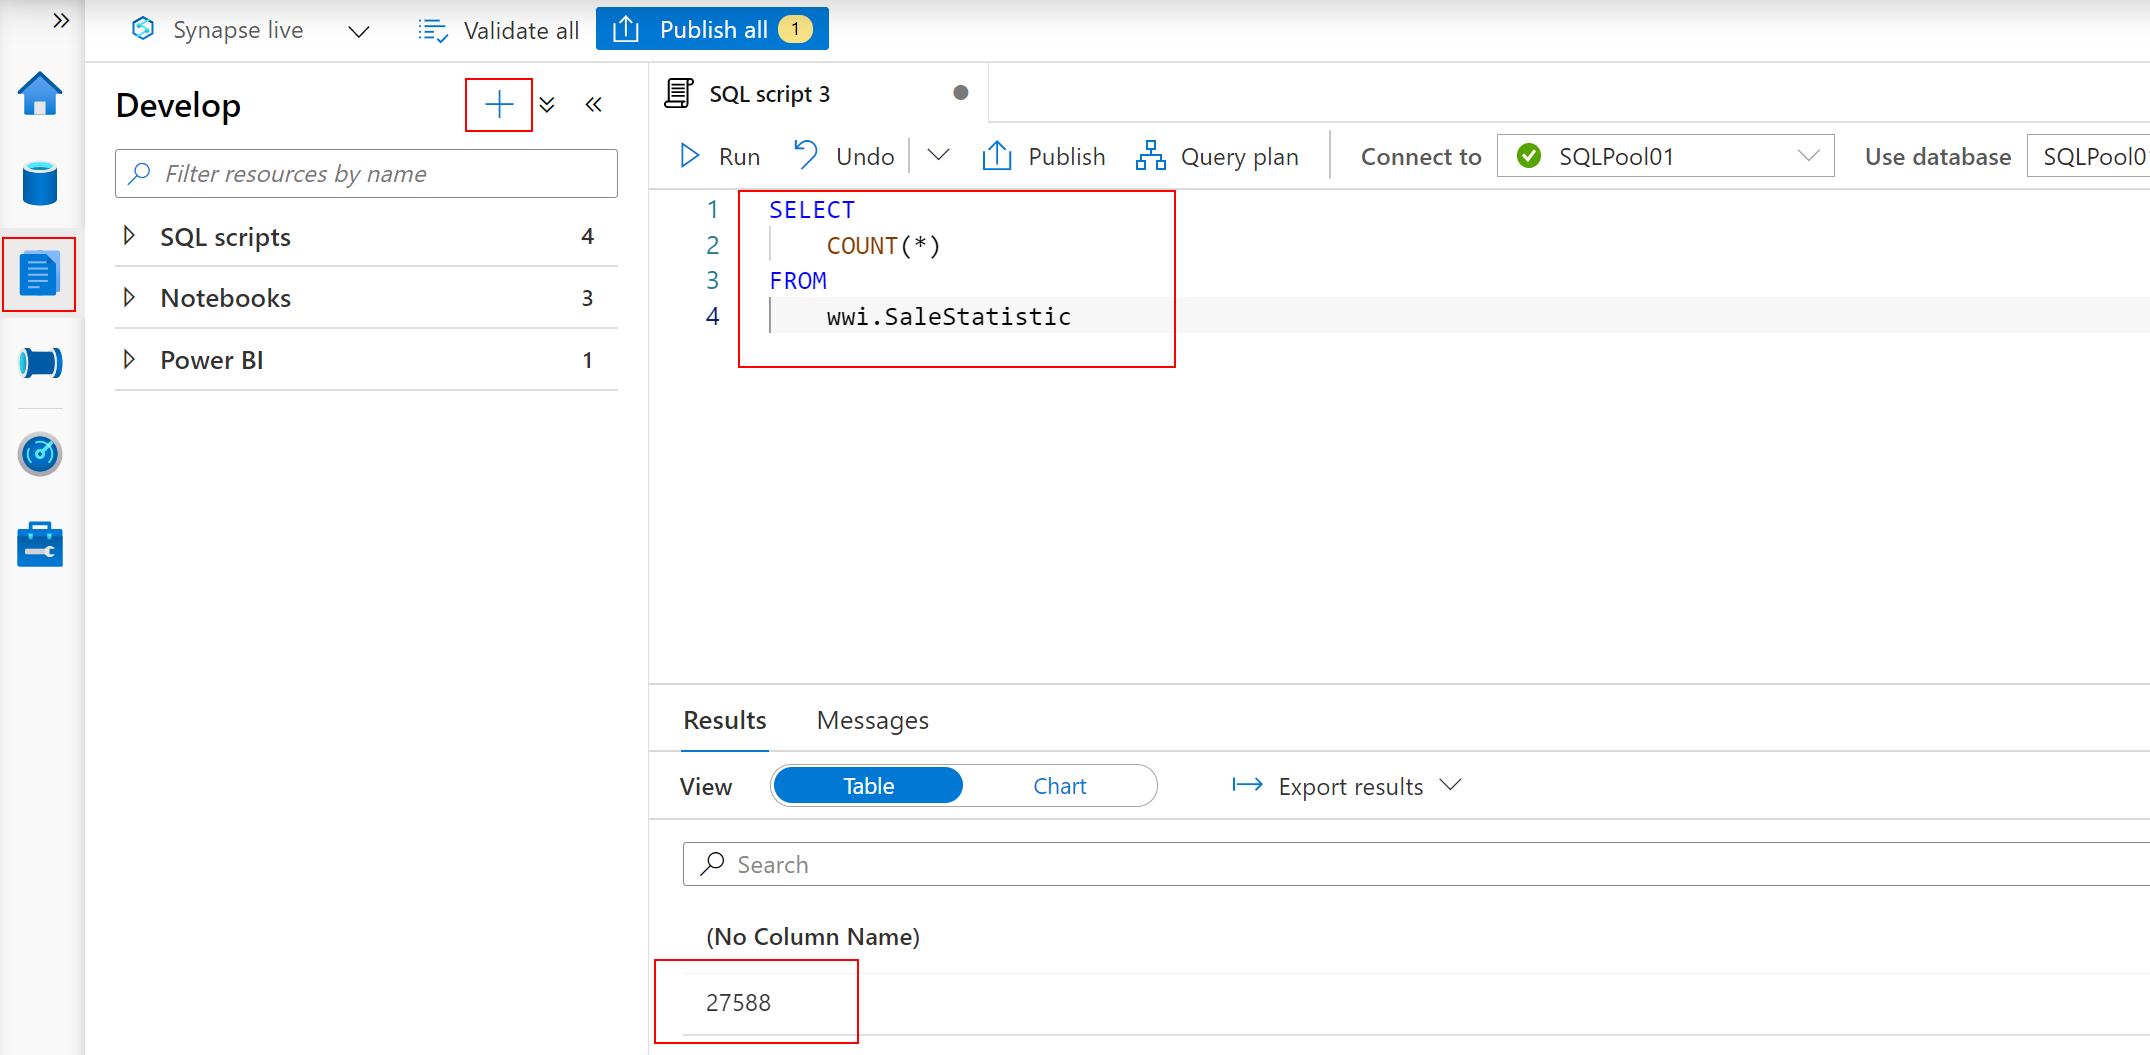 Synapse live
Validate all
Publish all 1
Develop
Filter resources by name
SQL scripts 4
Notebooks 3
Power BI 1
SQL script 3
Run Undo Publish Query plan Connect to SQLPool01 Use database SQLPool0
1 SELECT
2 COUNT(*)
3 FROM
4 wwi.SaleStatistic
Results Messages
View Table Chart Export results
Search
(No Column Name)
27588